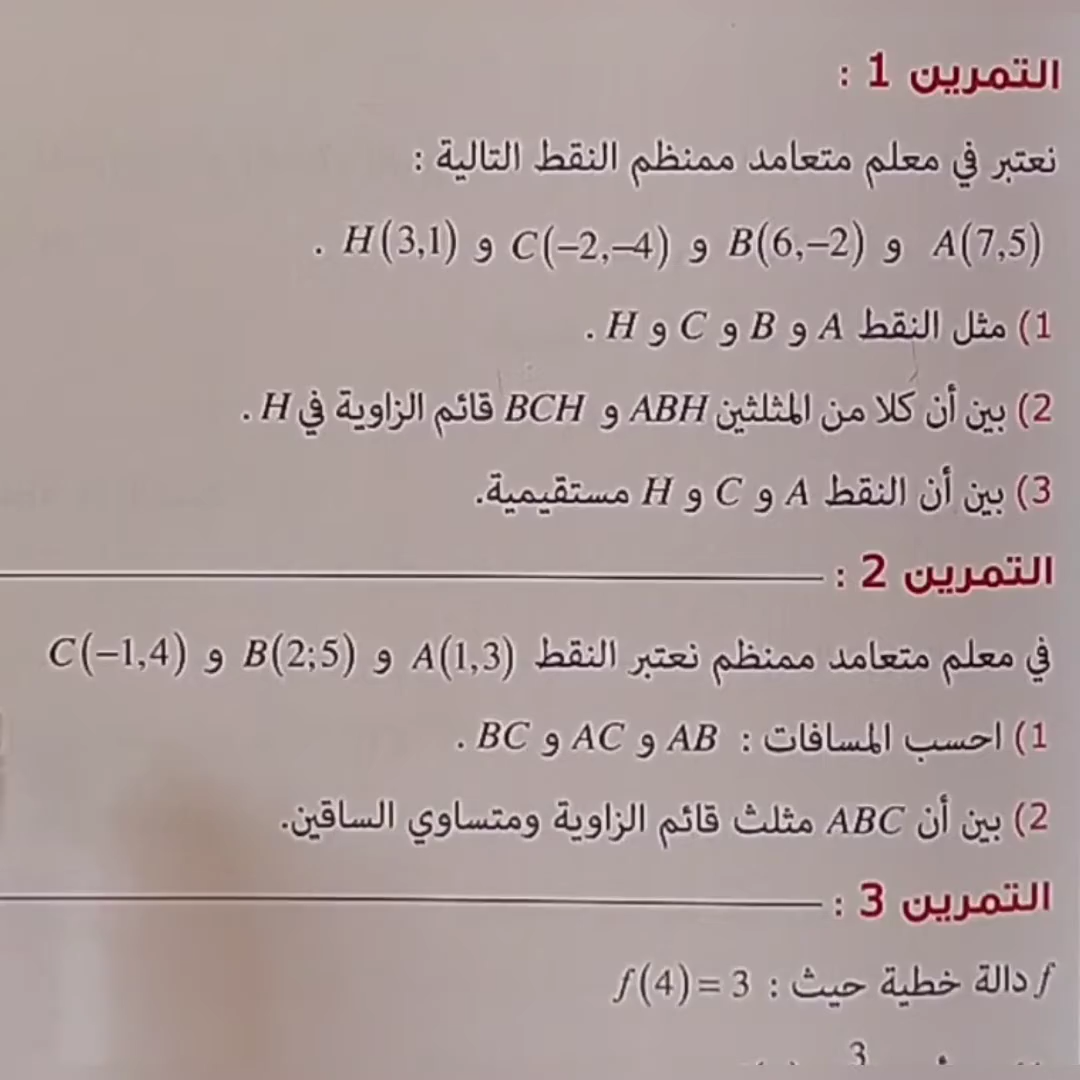 التمرين 1 :
نعتبر في معلم متعامد ممنظم النقط التالية :
A(7,5) و B(6,−2) و C(−2,−4) و H(3,1) .
1) مثل النقط A و B و C و H .
2) بين أن كلا من المثلثين ABH و BCH قائم الزاوية في H .
3) بين أن النقط A و C و H مستقيمية.
التمرين 2 :
في معلم متعامد ممنظم نعتبر النقط A(1,3) و B(2;5) و C(−1,4)
1) احسب المسافات : AB و AC و BC .
2) بين أن ABC مثلث قائم الزاوية ومتساوي الساقين.
التمرين 3 :
f دالة خطية حيث : f(4) = 3
3